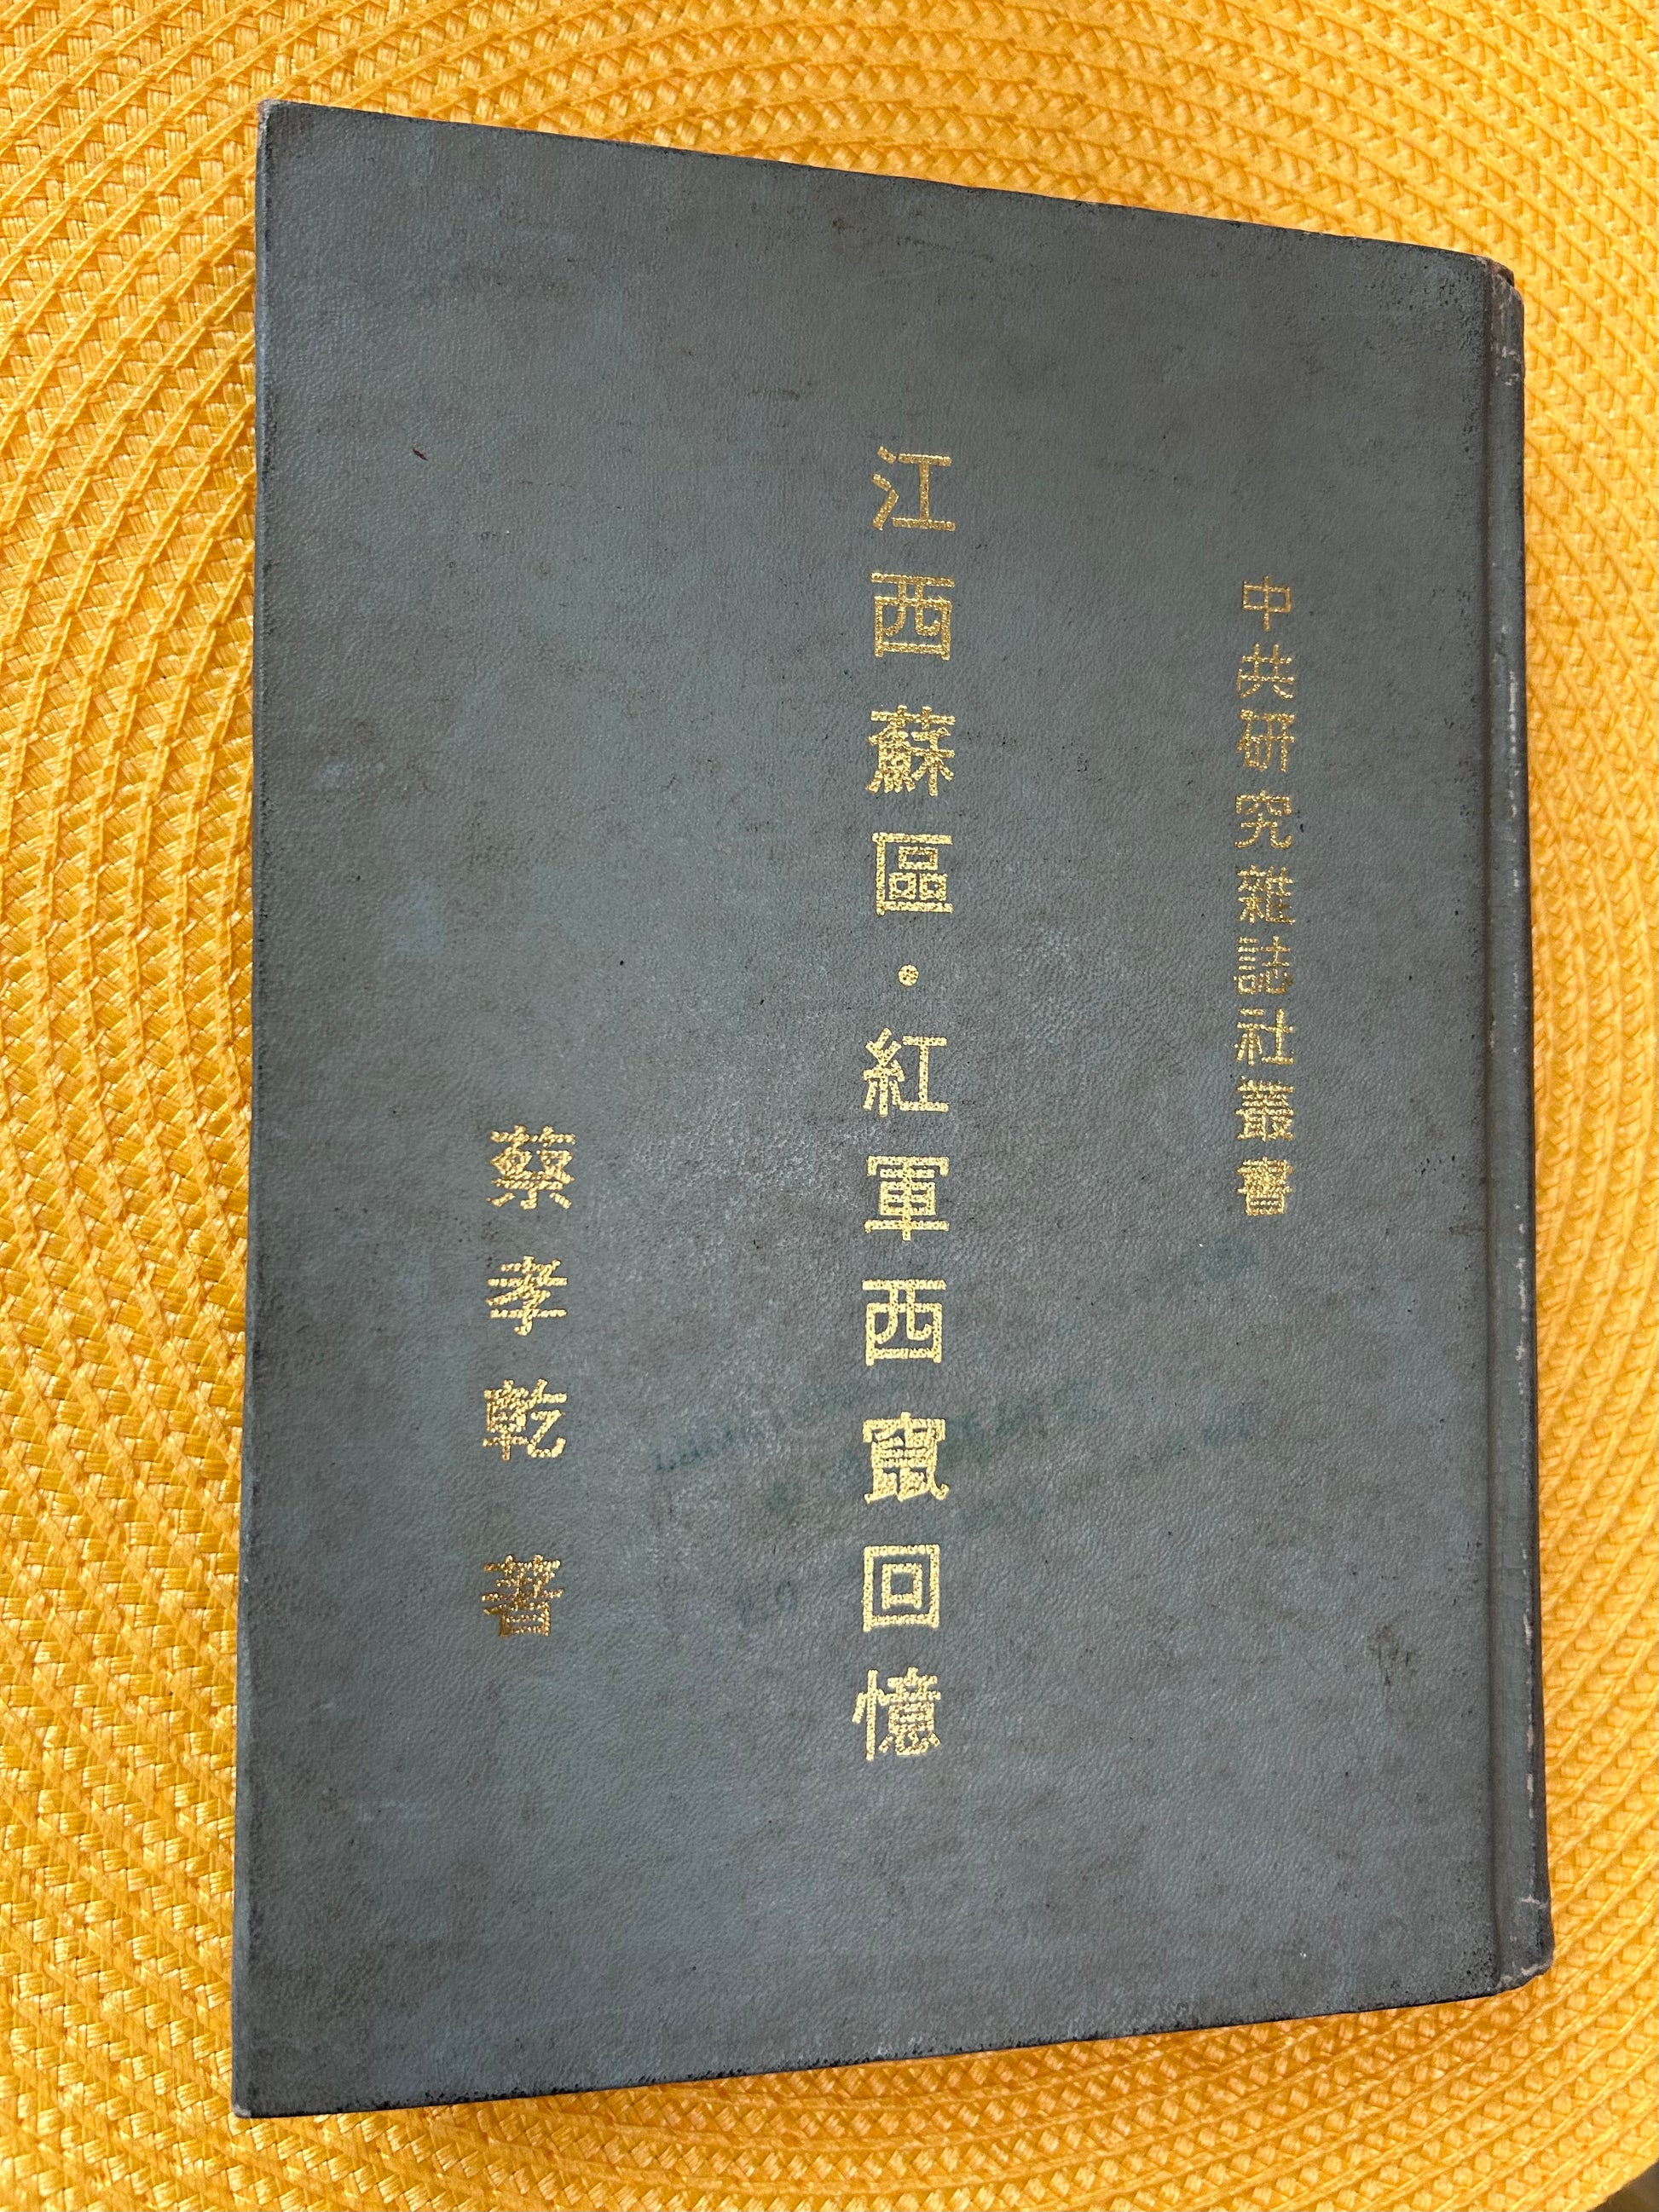 中共研究雜誌社叢書
江西蘇區·紅軍西竄回憶
蔡孝乾 著